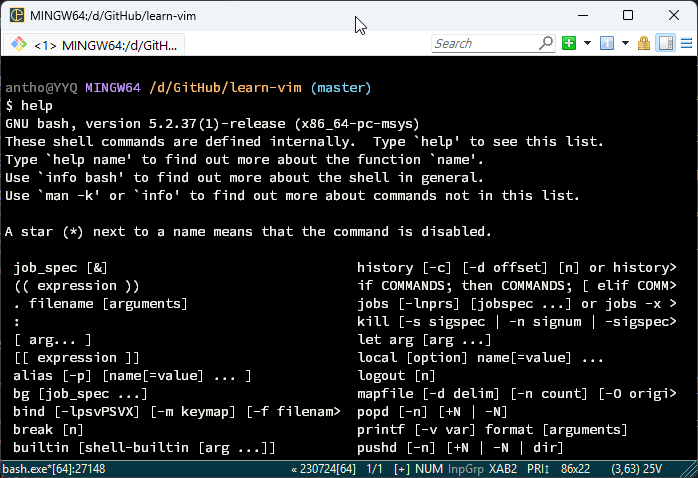 MINGW64:/d/GitHub/learn-vim
<1> MINGW64:/d/GitH...
Search
antho@YYQ MINGW64 /d/GitHub/learn-vim (master)
$ help
GNU bash, version 5.2.37(1)-release (x86_64-pc-msys)
These shell commands are defined internally.  Type `help' to see this list.
Type `help name' to find out more about the function `name'.
Use `info bash' to find out more about the shell in general.
Use `man -k' or `info' to find out more about commands not in this list.
A star (*) next to a name means that the command is disabled.
job_spec [&]                            history [-c] [-d offset] [n] or history>
(( expression ))                        if COMMANDS; then COMMANDS; [ elif COMM>
. filename [arguments]                  jobs [-lnprs] [jobspec ...] or jobs -x >
:                                       kill [-s sigspec | -n signum | -sigspec>
[ arg... ]                              let arg [arg ...]
[[ expression ]]                        local [option] name[=value] ...
alias [-p] [name[=value] ... ]          logout [n]
bg [job_spec ...]                       mapfile [-d delim] [-n count] [-O origi>
bind [-lpsvPSVX] [-m keymap] [-f filenam>  popd [-n] [+N | -N]
break [n]                               printf [-v var] format [arguments]
builtin [shell-builtin [arg ...]]       pushd [-n] [+N | -N | dir]
bash.exe*[64]:27148 « 230724[64] 1/1 [+] NUM InpGrp XAB2 PRI↕ 86x22 (3,63) 25V